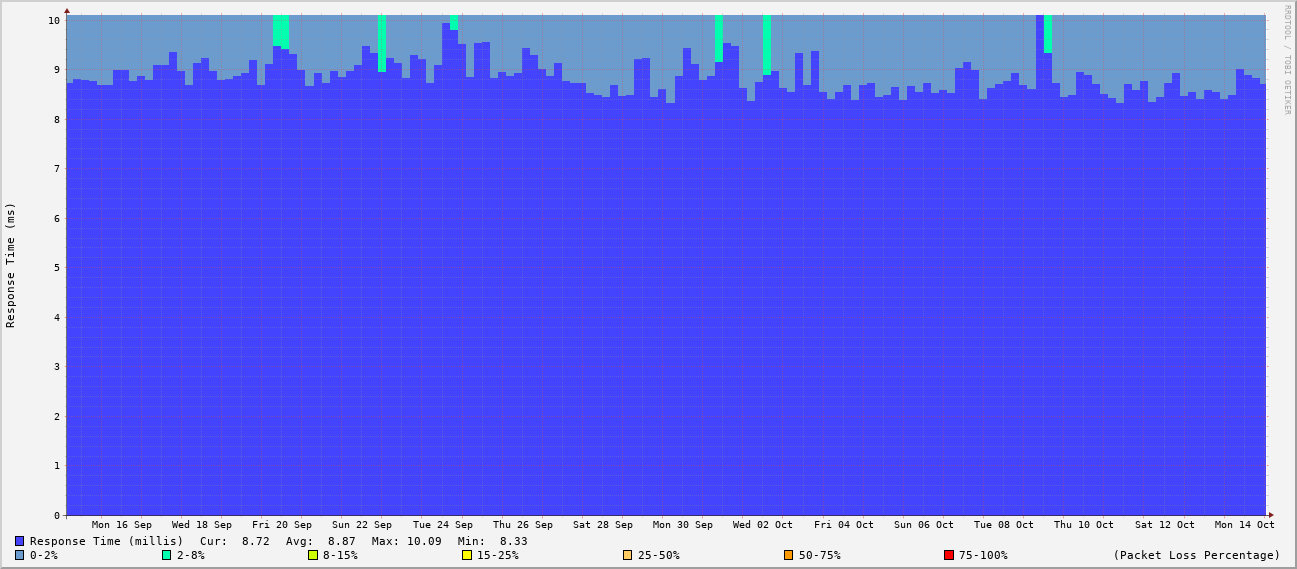 RRDTOOL / TOBI OETIKER
Response Time (ms)
10
9
8
7
6
5
4
3
2
1
0
Mon 16 Sep Wed 18 Sep Fri 20 Sep Sun 22 Sep Tue 24 Sep Thu 26 Sep Sat 28 Sep Mon 30 Sep Wed 02 Oct Fri 04 Oct Sun 06 Oct Tue 08 Oct Thu 10 Oct Sat 12 Oct Mon 14 Oct
Response Time (millis) Cur: 8.72 Avg: 8.87 Max: 10.09 Min: 8.33
0-2% 2-8% 8-15% 15-25% 25-50% 50-75% 75-100% (Packet Loss Percentage)